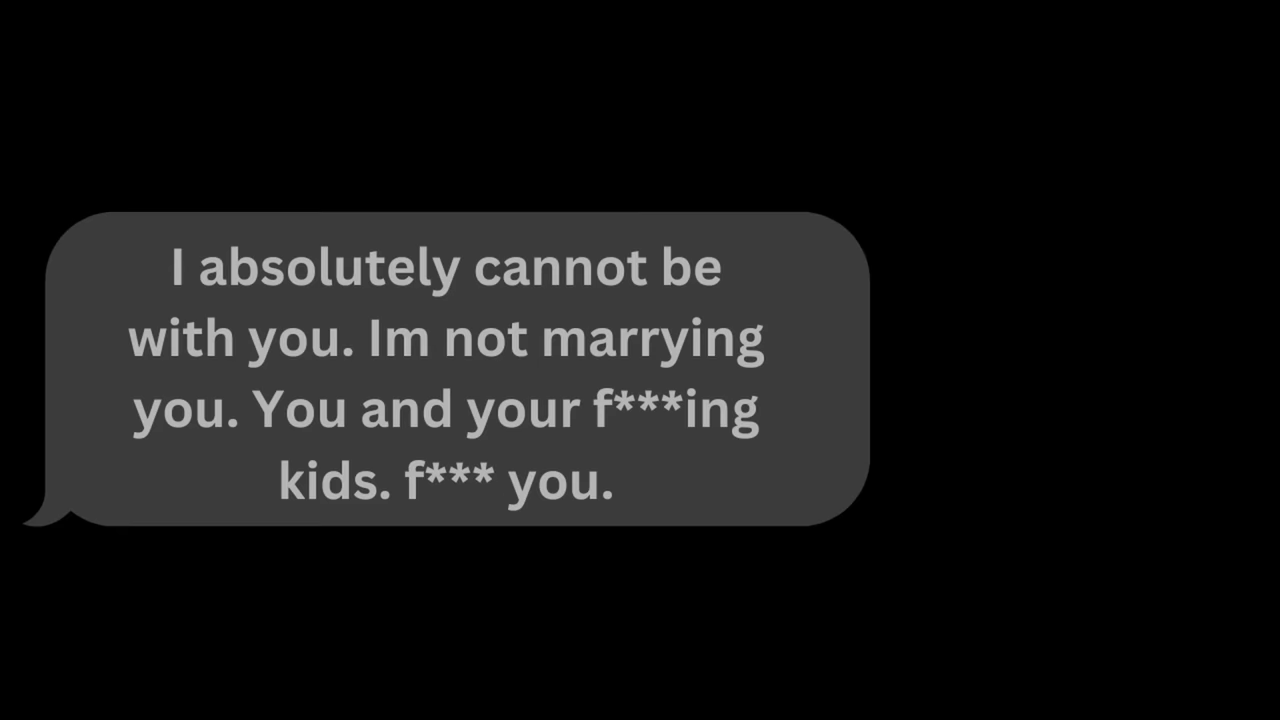 I absolutely cannot be
with you. Im not marrying
you. You and your f***ing
kids. f*** you.